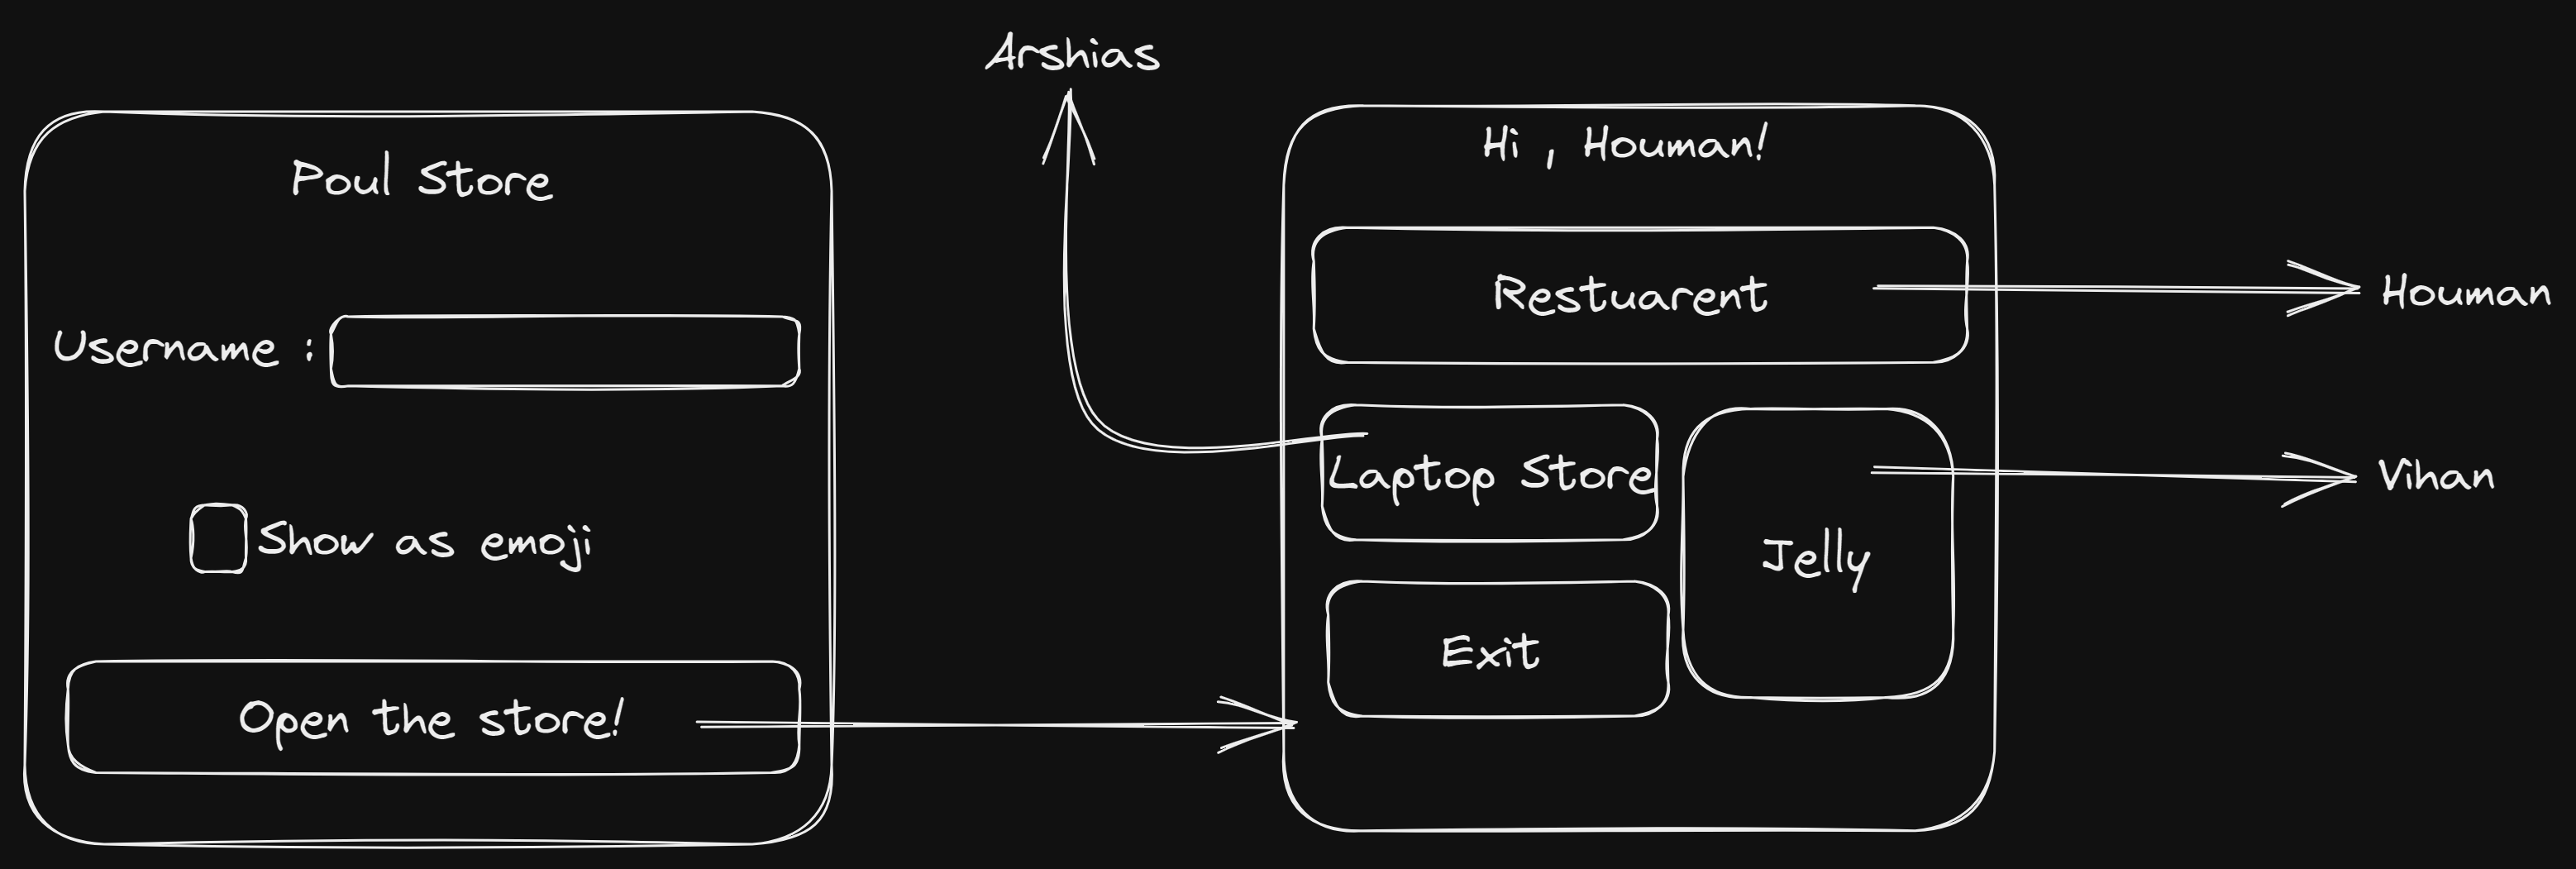 Arshias
Poul Store
Username :
Show as emoji
Open the store!
Hi , Houman!
Restuarent
Laptop Store
Jelly
Exit
Houman
Vihan